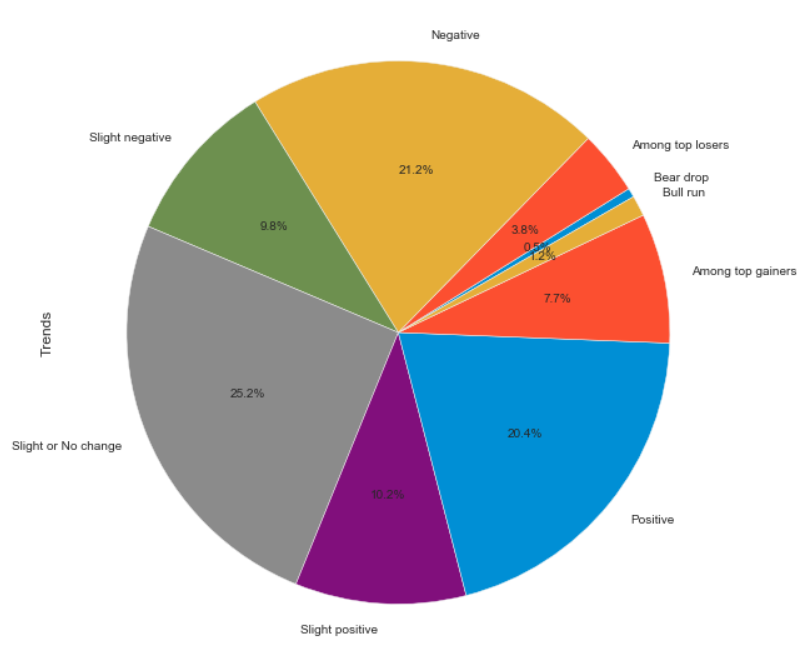 Negative
Slight negative
Among top losers
Bear drop
Bull run
21.2%
9.8%
3.8%
0.5%
1.2%
Among top gainers
7.7%
Trends
25.2%
20.4%
Slight or No change
10.2%
Positive
Slight positive